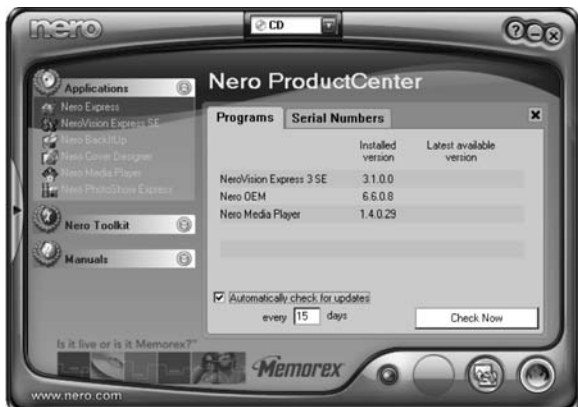 nero
CD
Applications
Nero Express
NeroVision Express SE
Nero BackItUp
Nero Cover Designer
Nero Media Player
Nero PhotoShow Express
Nero Toolkit
Manuals
Nero ProductCenter
Programs Serial Numbers
Installed version Latest available version
NeroVision Express 3 SE 3.1.0.0
Nero OEM 6.6.0.8
Nero Media Player 1.4.0.29
Automatically check for updates
every 15 days
Check Now
Is it live or is it Memorex?"
Memorex
www.nero.com